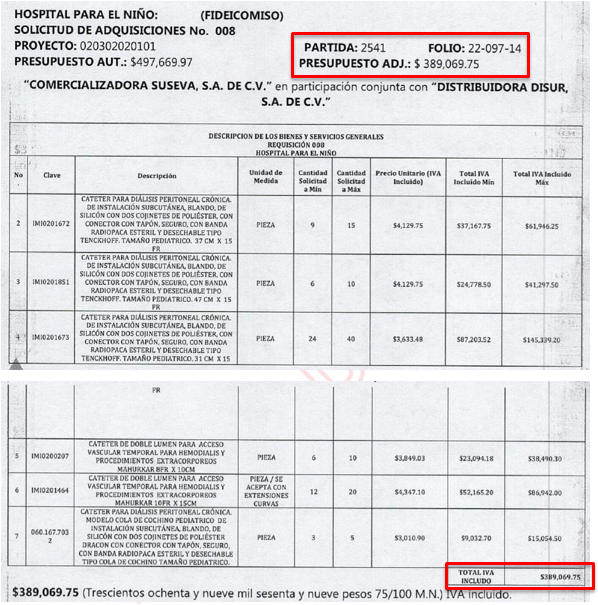 HOSPITAL PARA EL NIÑO: (FIDEICOMISO)
SOLICITUD DE ADQUISICIONES No. 008
PROYECTO: 020302020101
PRESUPUESTO AUT.: $497,669.97
PARTIDA: 2541 FOLIO: 22-097-14
PRESUPUESTO ADJ.: $ 389,069.75
“COMERCIALIZADORA SUSEVA, S.A. DE C.V.” en participación conjunta con “DISTRIBUIDORA DISUR,
S.A. DE C.V.”
DESCRIPCION DE LOS BIENES Y SERVICIOS GENERALES
REQUISICIÓN 008
HOSPITAL PARA EL NIÑO
No
Clave
Descripción
Unidad de
Medida
Cantidad
Solicitad
a Min
Cantidad
Solicitad
a Máx
Precio Unitario (IVA
Incluido)
Total IVA
Incluido Min
Total IVA Incluido
Máx
2
IMI0201672
CATETER PARA DIÁLISIS PERITONEAL CRÓNICA.
DE INSTALACIÓN SUBCUTÁNEA, BLANDO, DE
SILICÓN CON DOS COJINETES DE POLIÉSTER, CON
CONECTOR CON TAPÓN, SEGURO, CON BANDA
RADIOPACA ESTERIL Y DESECHABLE TIPO
TENCKHOFF. TAMAÑO PEDIATRICO. 37 CM X 15
FR
PIEZA
9
15
$4,129.75
$37,167.75
$61,946.25
3
IMI0201851
CATETER PARA DIÁLISIS PERITONEAL CRÓNICA.
DE INSTALACIÓN SUBCUTÁNEA, BLANDO, DE
SILICÓN CON DOS COJINETES DE POLIÉSTER, CON
CONECTOR CON TAPÓN, SEGURO, CON BANDA
RADIOPACA ESTERIL Y DESECHABLE TIPO
TENCKHOFF. TAMAÑO PEDIATRICO. 47 CM X 15
FR
PIEZA
6
10
$4,129.75
$24,778.50
$41,297.50
4
IMI0201673
CATETER PARA DIÁLISIS PERITONEAL CRÓNICA.
DE INSTALACIÓN SUBCUTÁNEA, BLANDO, DE
SILICÓN CON DOS COJINETES DE POLIÉSTER, CON
CONECTOR CON TAPÓN, SEGURO, CON BANDA
RADIOPACA ESTERIL Y DESECHABLE TIPO
TENCKHOFF. TAMAÑO PEDIATRICO. 31 CM X 15
PIEZA
24
40
$3,633.48
$87,203.52
$145,339.20
FR
5
IMI0200207
CATETER DE DOBLE LUMEN PARA ACCESO
VASCULAR TEMPORAL PARA HEMODIALIS Y
PROCEDIMIENTOS EXTRACORPOREOS
MAHURKAR 8FR X 10CM
PIEZA
6
10
$3,849.03
$23,094.18
$38,490.30
6
IMI0201464
CATETER DE DOBLE LUMEN PARA ACCESO
VASCULAR TEMPORAL PARA HEMODIALIS Y
PROCEDIMIENTOS EXTRACORPOREOS
MAHURKAR 10FR X 15CM
PIEZA / SE
ACEPTA CON
EXTENSIONES
CURVAS
12
20
$4,347.10
$52,165.20
$86,942.00
7
060.167.703
2
CATETER PARA DIÁLISIS PERITONEAL CRÓNICA.
MODELO COLA DE COCHINO PEDIATRICO DE
INSTALACIÓN SUBCUTÁNEA, BLANDO, DE
SILICÓN CON DOS COJINETES DE POLIÉSTER
DRACON CON CONECTOR CON TAPÓN, SEGURO,
CON BANDA RADIOPACA ESTERIL Y DESECHABLE
TIPO COLA DE COCHINO TAMAÑO PEDIATRICO.
PIEZA
3
5
$3,010.90
$9,032.70
$15,054.50
TOTAL IVA
INCLUDO
$389,069.75
$389,069.75 (Trescientos ochenta y nueve mil sesenta y nueve pesos 75/100 M.N.) IVA incluido.